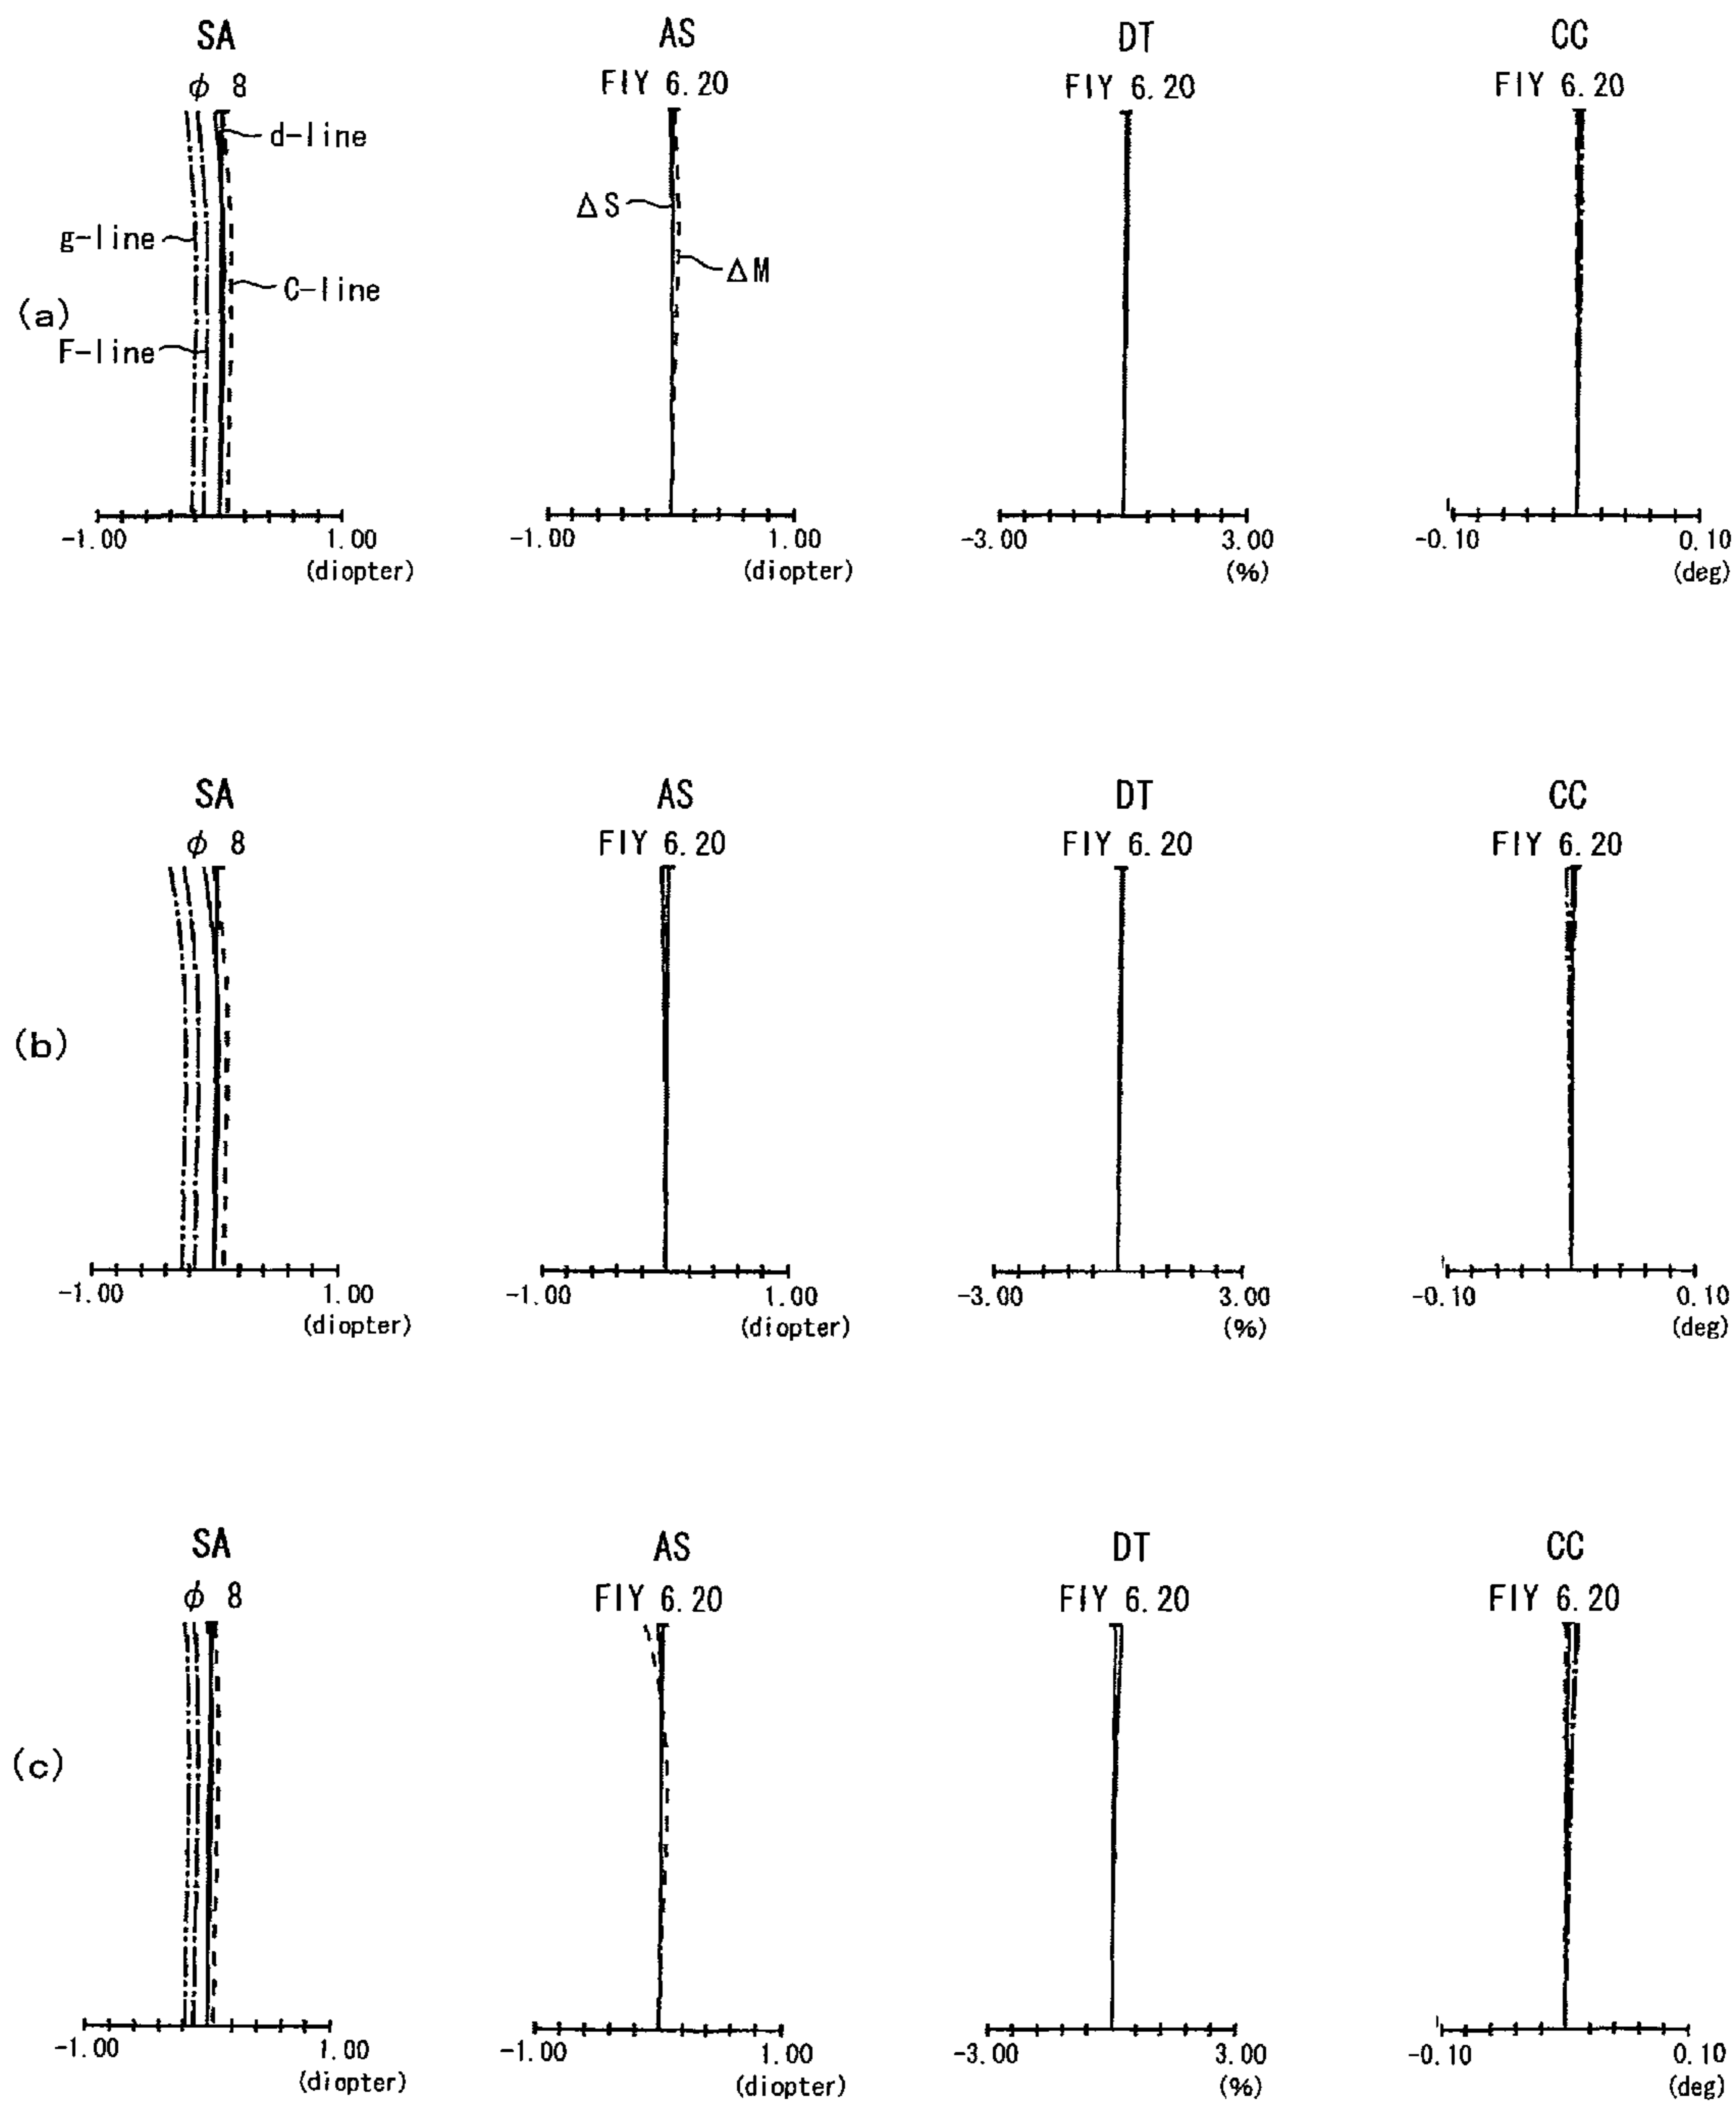 SA AS DT CC
φ 8 FIY 6.20 FIY 6.20 FIY 6.20
d-line
ΔS
g-line
ΔM
C-line
(a)
F-line
-1.00 1.00 -1.00 1.00 -3.00 3.00 -0.10 0.10
(diopter) (diopter) (%) (deg)
SA AS DT CC
φ 8 FIY 6.20 FIY 6.20 FIY 6.20
(b)
-1.00 1.00 -1.00 1.00 -3.00 3.00 -0.10 0.10
(diopter) (diopter) (%) (deg)
SA AS DT CC
φ 8 FIY 6.20 FIY 6.20 FIY 6.20
(c)
-1.00 1.00 -1.00 1.00 -3.00 3.00 -0.10 0.10
(diopter) (diopter) (%) (deg)